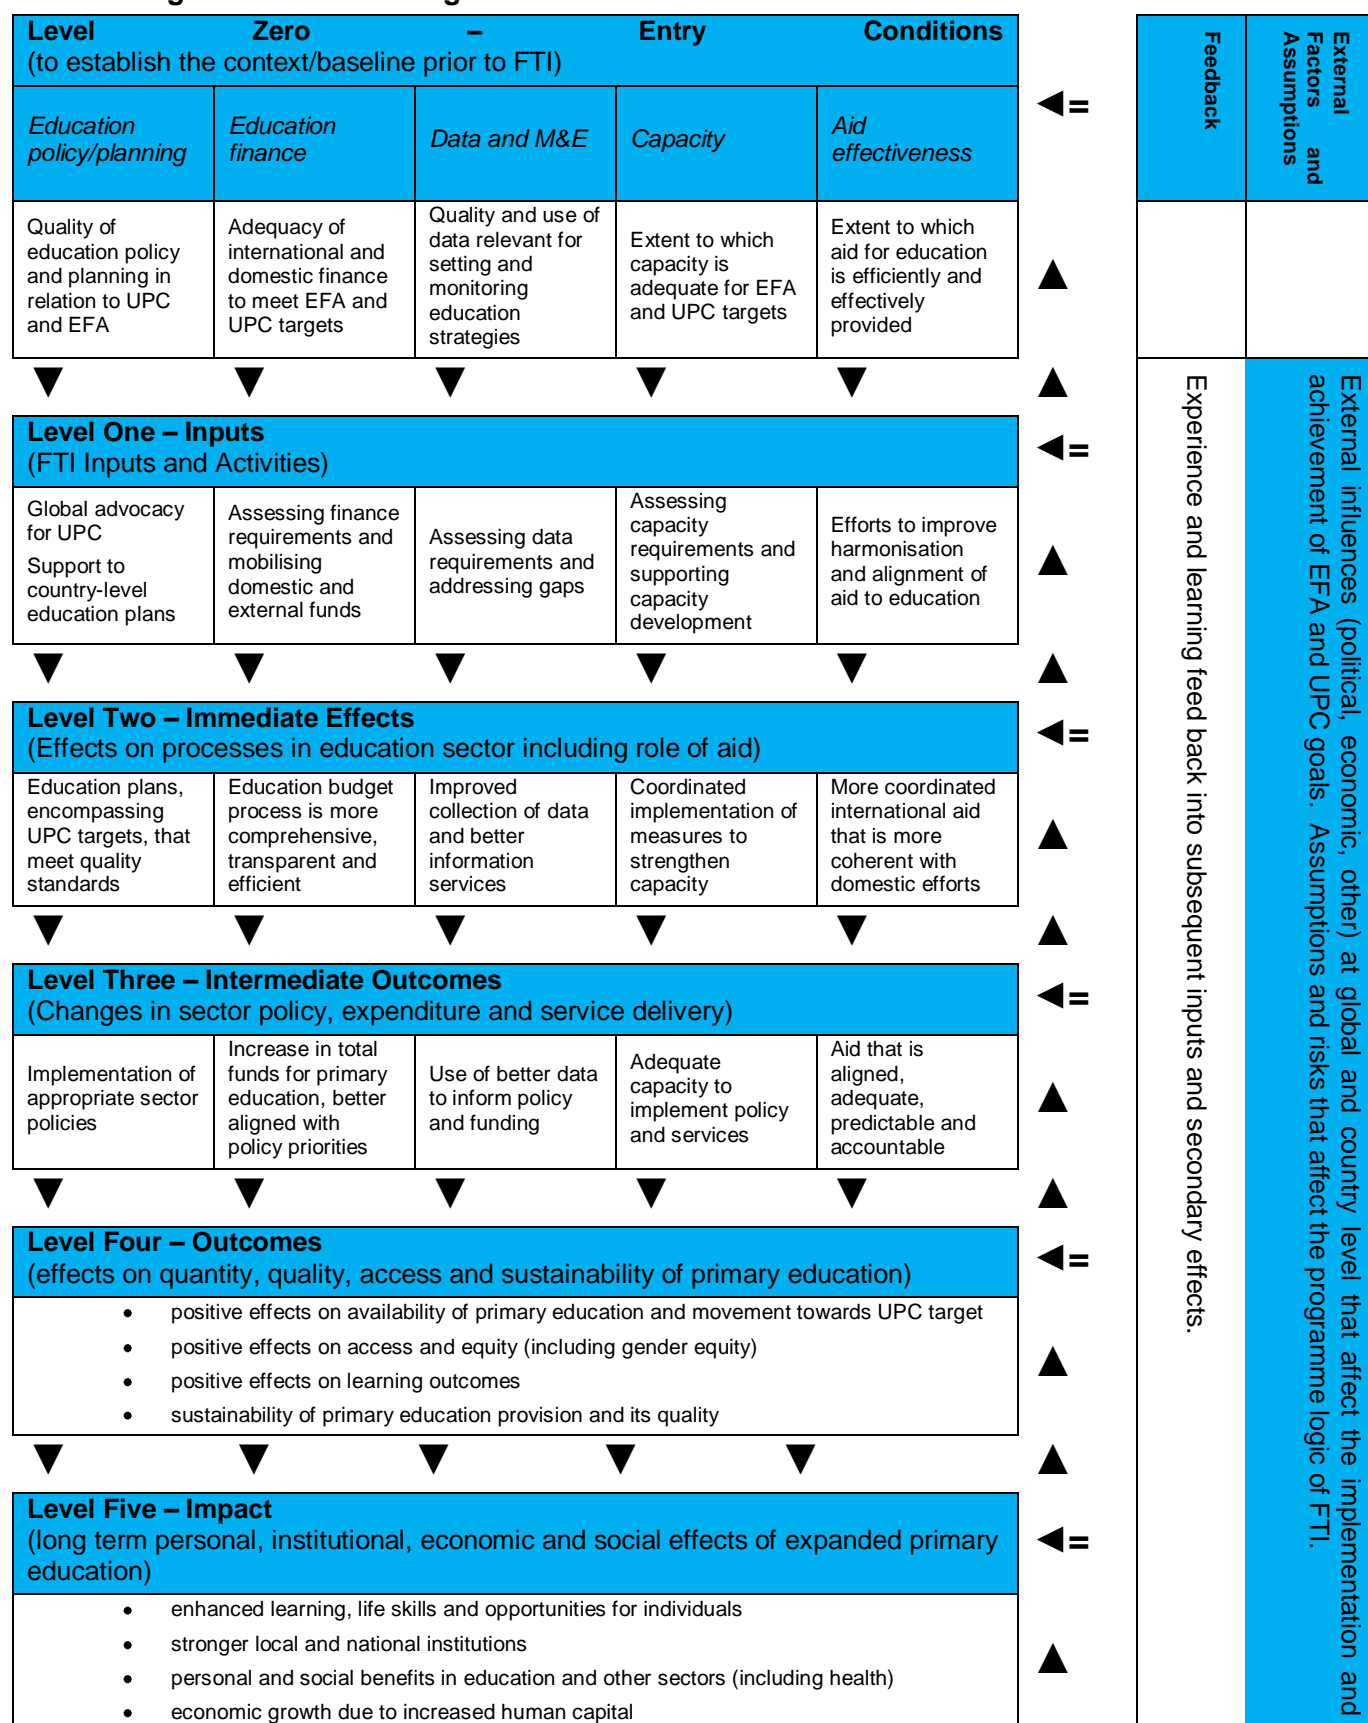 Level Zero – Entry Conditions
(to establish the context/baseline prior to FTI)
Education
policy/planning
Education
finance
Data and M&E
Capacity
Aid
effectiveness
Quality of
education policy
and planning in
relation to UPC
and EFA
Adequacy of
international and
domestic finance
to meet EFA and
UPC targets
Quality and use of
data relevant for
setting and
monitoring
education
strategies
Extent to which
capacity is
adequate for EFA
and UPC targets
Extent to which
aid for education
is efficiently and
effectively
provided
Level One – Inputs
(FTI Inputs and Activities)
Global advocacy
for UPC
Support to
country-level
education plans
Assessing finance
requirements and
mobilising
domestic and
external funds
Assessing data
requirements and
addressing gaps
Assessing
capacity
requirements and
supporting
capacity
development
Efforts to improve
harmonisation
and alignment of
aid to education
Level Two – Immediate Effects
(Effects on processes in education sector including role of aid)
Education plans,
encompassing
UPC targets, that
meet quality
standards
Education budget
process is more
comprehensive,
transparent and
efficient
Improved
collection of data
and better
information
services
Coordinated
implementation of
measures to
strengthen
capacity
More coordinated
international aid
that is more
coherent with
domestic efforts
Level Three – Intermediate Outcomes
(Changes in sector policy, expenditure and service delivery)
Implementation of
appropriate sector
policies
Increase in total
funds for primary
education, better
aligned with
policy priorities
Use of better data
to inform policy
and funding
Adequate
capacity to
implement policy
and services
Aid that is
aligned,
adequate,
predictable and
accountable
Level Four – Outcomes
(effects on quantity, quality, access and sustainability of primary education)
• positive effects on availability of primary education and movement towards UPC target
• positive effects on access and equity (including gender equity)
• positive effects on learning outcomes
• sustainability of primary education provision and its quality
Level Five – Impact
(long term personal, institutional, economic and social effects of expanded primary
education)
• enhanced learning, life skills and opportunities for individuals
• stronger local and national institutions
• personal and social benefits in education and other sectors (including health)
• economic growth due to increased human capital
Feedback
Experience and learning feed back into subsequent inputs and secondary effects.
External
Factors and
Assumptions
External influences (political, economic, other) at global and country level that affect the implementation and
achievement of EFA and UPC goals. Assumptions and risks that affect the programme logic of FTI.